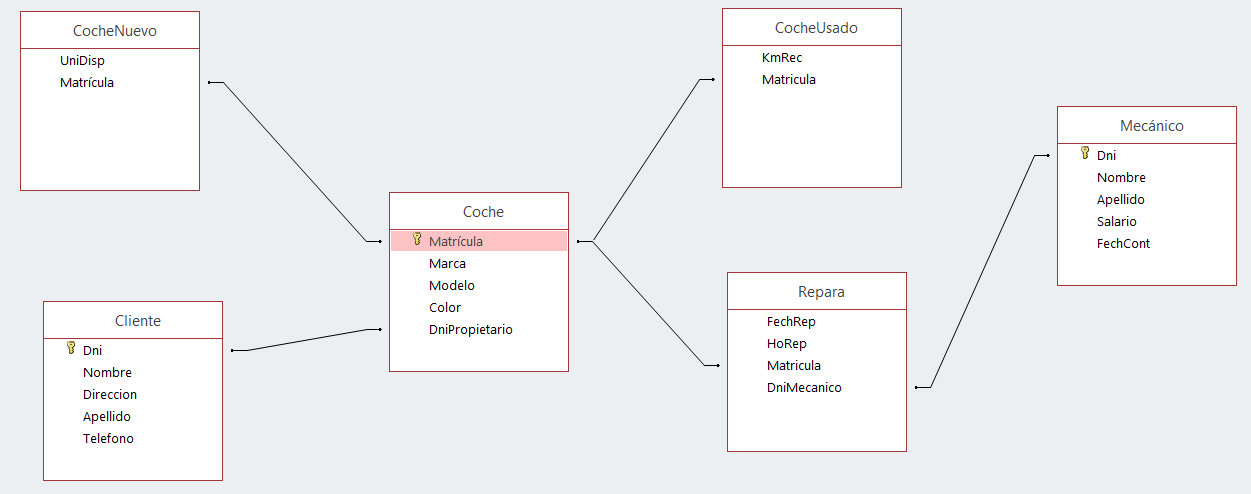 CocheNuevo
UniDisp
Matrícula
CocheUsado
KmRec
Matricula
Mecánico
Dni
Nombre
Apellido
Salario
FechCont
Coche
Matrícula
Marca
Modelo
Color
DniPropietario
Cliente
Dni
Nombre
Direccion
Apellido
Telefono
Repara
FechRep
HoRep
Matricula
DniMecanico